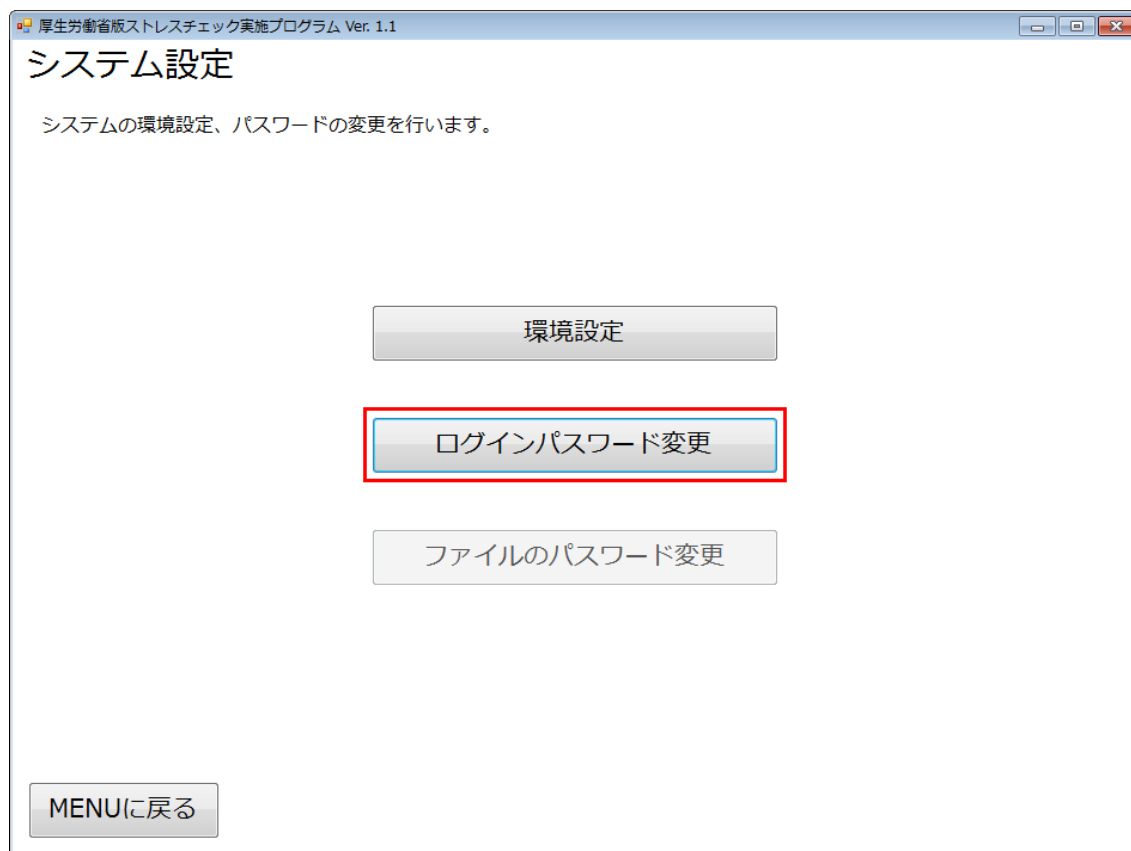 厚生労働省版ストレスチェック実施プログラム Ver. 1.1
システム設定
システムの環境設定、パスワードの変更を行います。
環境設定
ログインパスワード変更
ファイルのパスワード変更
MENUに戻る